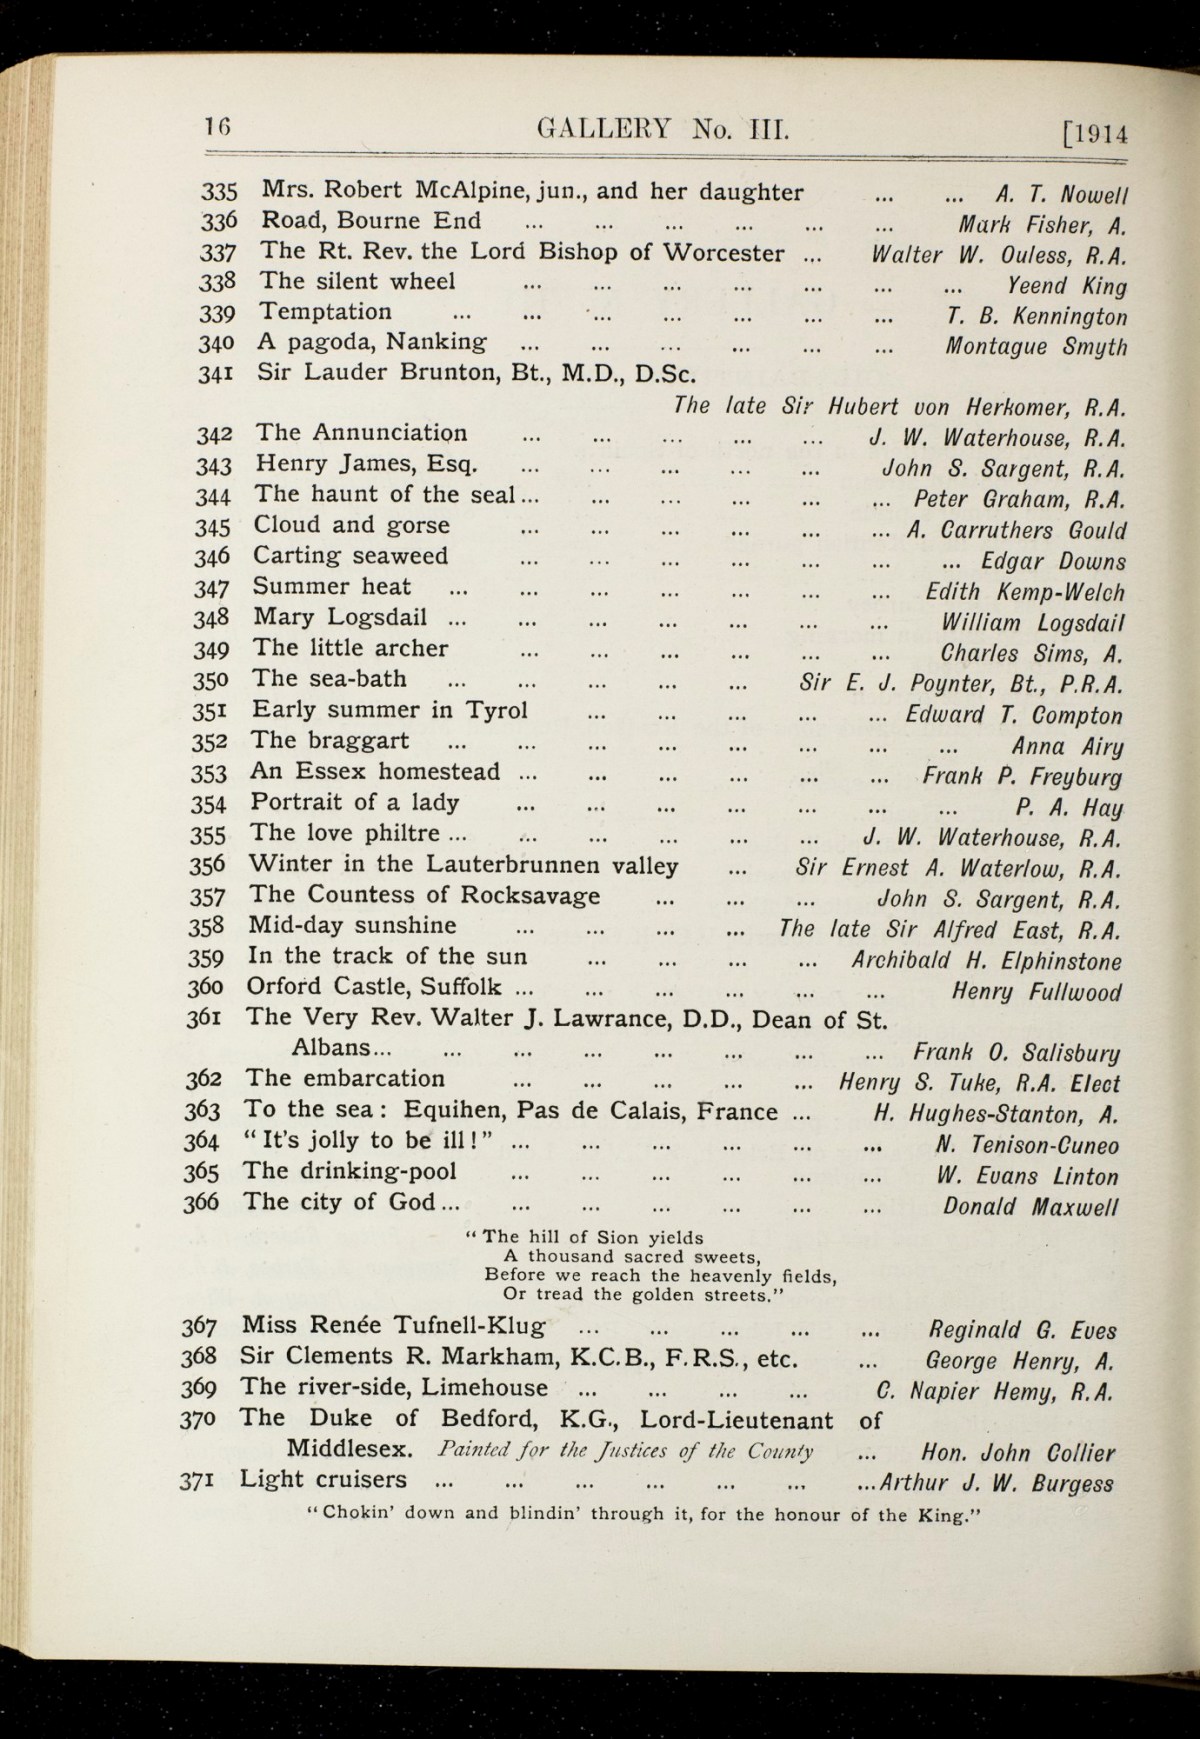 16 GALLERY No. III. [1914
335 Mrs. Robert McAlpine, jun., and her daughter ... ... A. T. Nowell
336 Road, Bourne End ... ... ... ... ... ... Mark Fisher, A.
337 The Rt. Rev. the Lord Bishop of Worcester ... Walter W. Ouless, R.A.
338 The silent wheel ... ... ... ... ... ... ... Yeend King
339 Temptation ... ... ... ... ... ... ... T. B. Kennington
340 A pagoda, Nanking ... ... ... ... ... ... Montague Smyth
341 Sir Lauder Brunton, Bt., M.D., D.Sc.
The late Sir Hubert von Herkomer, R.A.
342 The Annunciation ... ... ... ... ... J. W. Waterhouse, R.A.
343 Henry James, Esq. ... ... ... ... ... John S. Sargent, R.A.
344 The haunt of the seal ... ... ... ... ... ... Peter Graham, R.A.
345 Cloud and gorse ... ... ... ... ... ... A. Carruthers Gould
346 Carting seaweed ... ... ... ... ... ... ... Edgar Downs
347 Summer heat ... ... ... ... ... ... ... Edith Kemp-Welch
348 Mary Logsdail ... ... ... ... ... ... ... William Logsdail
349 The little archer ... ... ... ... ... ... Charles Sims, A.
350 The sea-bath ... ... ... ... ... Sir E. J. Poynter, Bt., P.R.A.
351 Early summer in Tyrol ... ... ... ... ... Edward T. Compton
352 The braggart ... ... ... ... ... ... ... ... Anna Airy
353 An Essex homestead ... ... ... ... ... ... Frank P. Freyburg
354 Portrait of a lady ... ... ... ... ... ... ... P. A. Hay
355 The love philtre ... ... ... ... ... ... J. W. Waterhouse, R.A.
356 Winter in the Lauterbrunnen valley ... Sir Ernest A. Waterlow, R.A.
357 The Countess of Rocksavage ... ... ... John S. Sargent, R.A.
358 Mid-day sunshine ... ... ... ... The late Sir Alfred East, R.A.
359 In the track of the sun ... ... ... ... Archibald H. Elphinstone
360 Orford Castle, Suffolk ... ... ... ... ... ... Henry Fullwood
361 The Very Rev. Walter J. Lawrance, D.D., Dean of St.
Albans... ... ... ... ... ... ... ... Frank O. Salisbury
362 The embarcation ... ... ... ... ... Henry S. Tuke, R.A. Elect
363 To the sea: Equihen, Pas de Calais, France ... H. Hughes-Stanton, A.
364 "It's jolly to be ill!" ... ... ... ... ... ... N. Tenison-Cuneo
365 The drinking-pool ... ... ... ... ... ... W. Evans Linton
366 The city of God ... ... ... ... ... ... ... Donald Maxwell
"The hill of Sion yields
A thousand sacred sweets,
Before we reach the heavenly fields,
Or tread the golden streets."
367 Miss Renée Tufnell-Klug ... ... ... ... ... Reginald G. Eves
368 Sir Clements R. Markham, K.C.B., F.R.S., etc. ... George Henry, A.
369 The river-side, Limehouse ... ... ... ... C. Napier Hemy, R.A.
370 The Duke of Bedford, K.G., Lord-Lieutenant of
Middlesex. Painted for the Justices of the County ... Hon. John Collier
371 Light cruisers ... ... ... ... ... ... ... Arthur J. W. Burgess
"Chokin' down and blindin' through it, for the honour of the King."